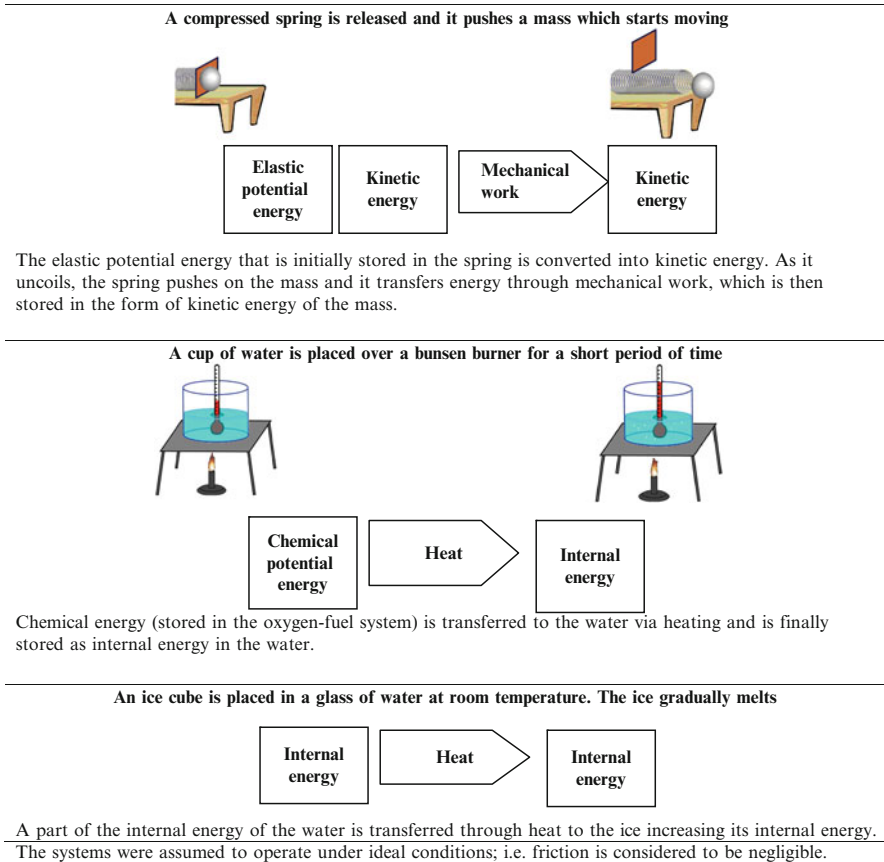 A compressed spring is released and it pushes a mass which starts moving
Elastic
potential
energy
Kinetic
energy
Mechanical
work
Kinetic
energy
The elastic potential energy that is initially stored in the spring is converted into kinetic energy. As it
uncoils, the spring pushes on the mass and it transfers energy through mechanical work, which is then
stored in the form of kinetic energy of the mass.
A cup of water is placed over a bunsen burner for a short period of time
Chemical
potential
energy
Heat
Internal
energy
Chemical energy (stored in the oxygen-fuel system) is transferred to the water via heating and is finally
stored as internal energy in the water.
An ice cube is placed in a glass of water at room temperature. The ice gradually melts
Internal
energy
Heat
Internal
energy
A part of the internal energy of the water is transferred through heat to the ice increasing its internal energy.
The systems were assumed to operate under ideal conditions; i.e. friction is considered to be negligible.